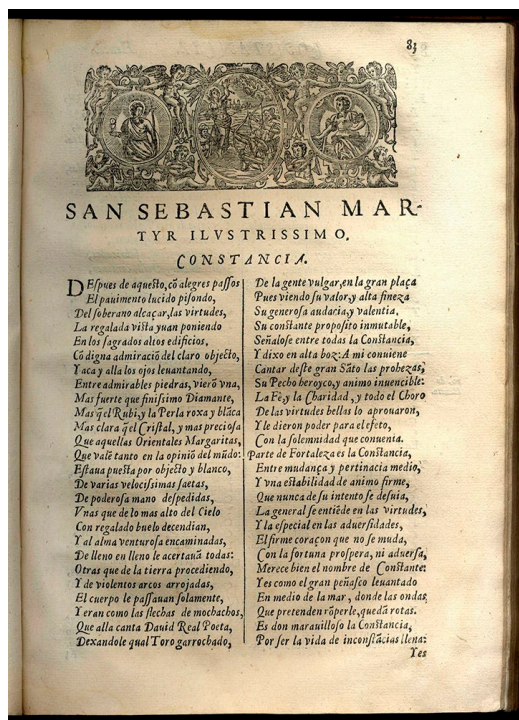 83
SAN SEBASTIAN MAR-
TYR ILVSTRISSIMO.
CONSTANCIA.
DEspues de aquesto, cō alegres passos
El pauimento lucido pisondo,
Del soberano alcaçar, las virtudes,
La regalada vista yuan poniendo
En los sagrados altos edificios,
Cō digna admiraciō del claro objecto,
Y aca y alla los ojos leuantando,
Entre admirables piedras, vierō vna,
Mas fuerte que finissimo Diamante,
Mas q̃ el Rubi, y la Perla roxa y blāca
Mas clara q̃ el Cristal, y mas preciosa
Que aquellas Orientales Margaritas,
Que valē tanto en la opiniō del mūdo:
Estaua puesta por objecto y blanco,
De varias velocissimas saetas,
De poderosa mano despedidas,
Vnas que de lo mas alto del Cielo
Con regalado buelo decendian,
Y al alma venturosa encaminadas,
De lleno en lleno le acertauā todas:
Otras que de la tierra procediendo,
Y de violentos arcos arrojadas,
El cuerpo le passauan solamente,
Y eran como las flechas de mochachos,
Que alla canta Dauid Real Poeta,
Dexandole qual Toro garrochado,
De la gente vulgar, en la gran plaça
Pues viendo su valor, y alta fineza
Su generosa audacia, y valentia,
Su constante proposito inmutable,
Señalose entre todas la Constancia,
Y dixo en alta boz: A mi conuiene
Cantar deste gran Sāto las prohezas,
Su Pecho heroyco, y animo inuencible:
La Fè, y la Charidad, y todo el Choro
De las virtudes bellas lo aprouaron,
Y le dieron poder para el efeto,
Con la solemnidad que conuenia.
Parte de Fortaleza es la Constancia,
Entre mudança y pertinacia medio,
Y vna estabilidad de animo firme,
Que nunca de su intento se desuia,
La general se entiēde en las virtudes,
Y la especial en las aduersidades,
El firme coraçon que no se muda,
Con la fortuna prospera, ni aduersa,
Merece bien el nombre de Constante:
Yes como el gran peñasco leuantado
En medio de la mar, donde las ondas
Que pretenden rōperle, quedā rotas.
Es don marauilloso la Constancia,
Por ser la vida de inconstācias llena:
Yes